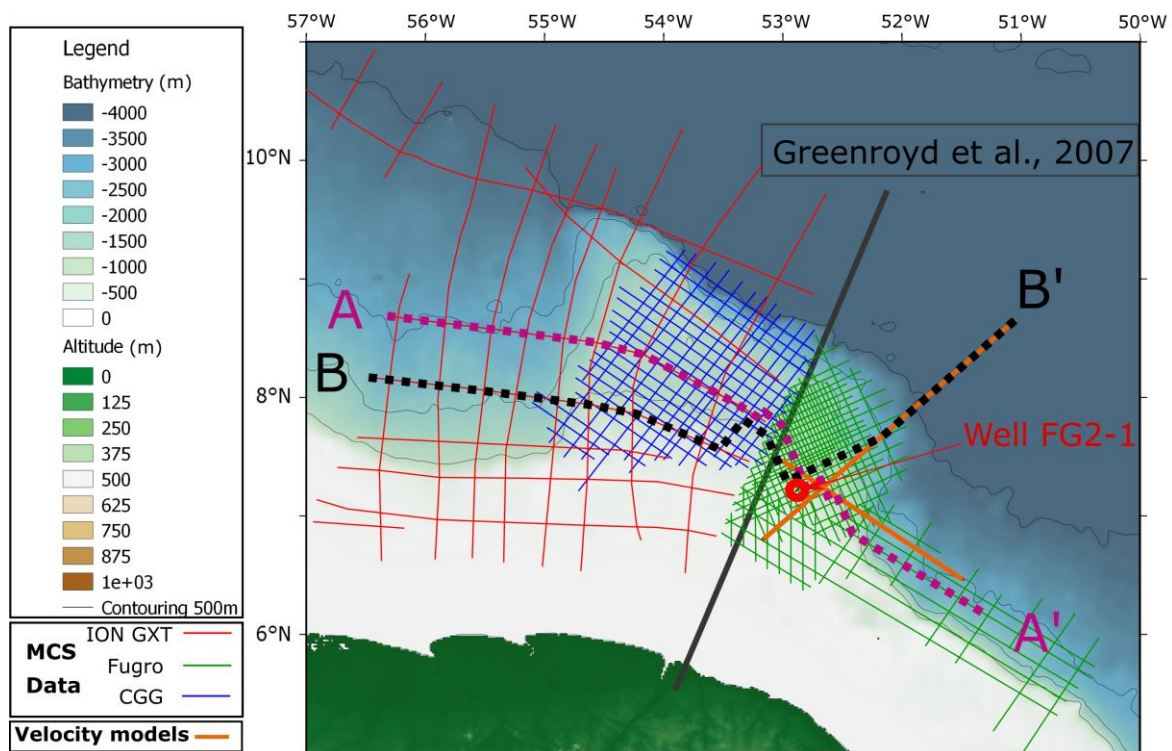 57°W 56°W 55°W 54°W 53°W 52°W 51°W 50°W
10°N
8°N
6°N
Legend
Bathymetry (m)
-4000
-3500
-3000
-2500
-2000
-1500
-1000
-500
0
Altitude (m)
0
125
250
375
500
625
750
875
1e+03
Contouring 500m
MCS Data
ION GXT
Fugro
CGG
Velocity models
Greenroyd et al., 2007
A
B
B'
Well FG2-1
A'